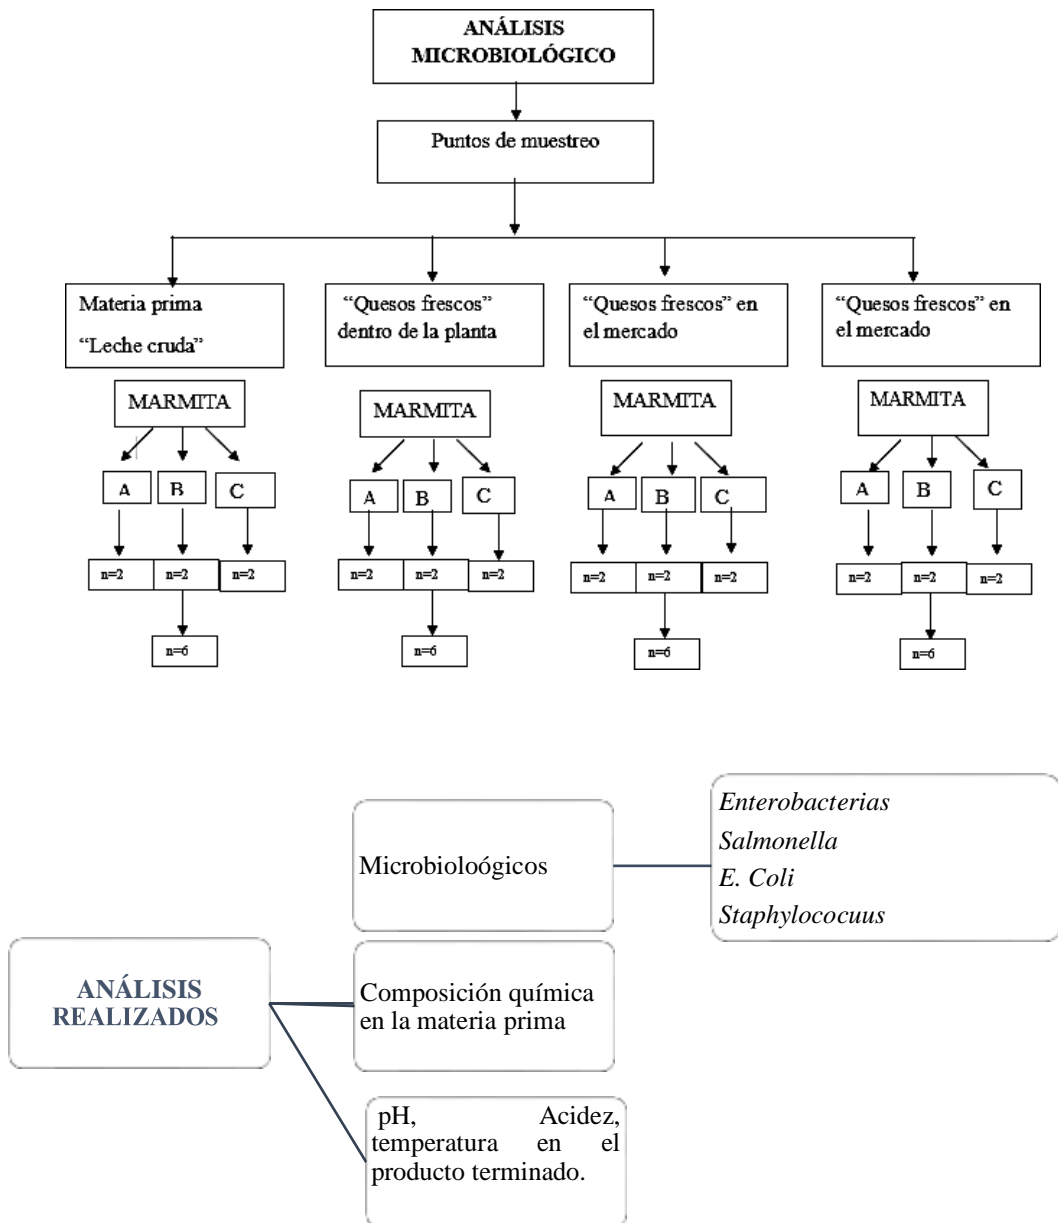 ANÁLISIS
MICROBIOLÓGICO
Puntos de muestreo
Materia prima
“Leche cruda”
“Quesos frescos”
dentro de la planta
“Quesos frescos” en
el mercado
“Quesos frescos” en
el mercado
MARMITA
MARMITA
MARMITA
MARMITA
A B C
A B C
A B C
A B C
n=2 n=2 n=2
n=2 n=2 n=2
n=2 n=2 n=2
n=2 n=2 n=2
n=6
n=6
n=6
n=6
ANÁLISIS
REALIZADOS
Microbioloógicos
Enterobacterias
Salmonella
E. Coli
Staphylococuus
Composición química
en la materia prima
pH, Acidez,
temperatura en el
producto terminado.